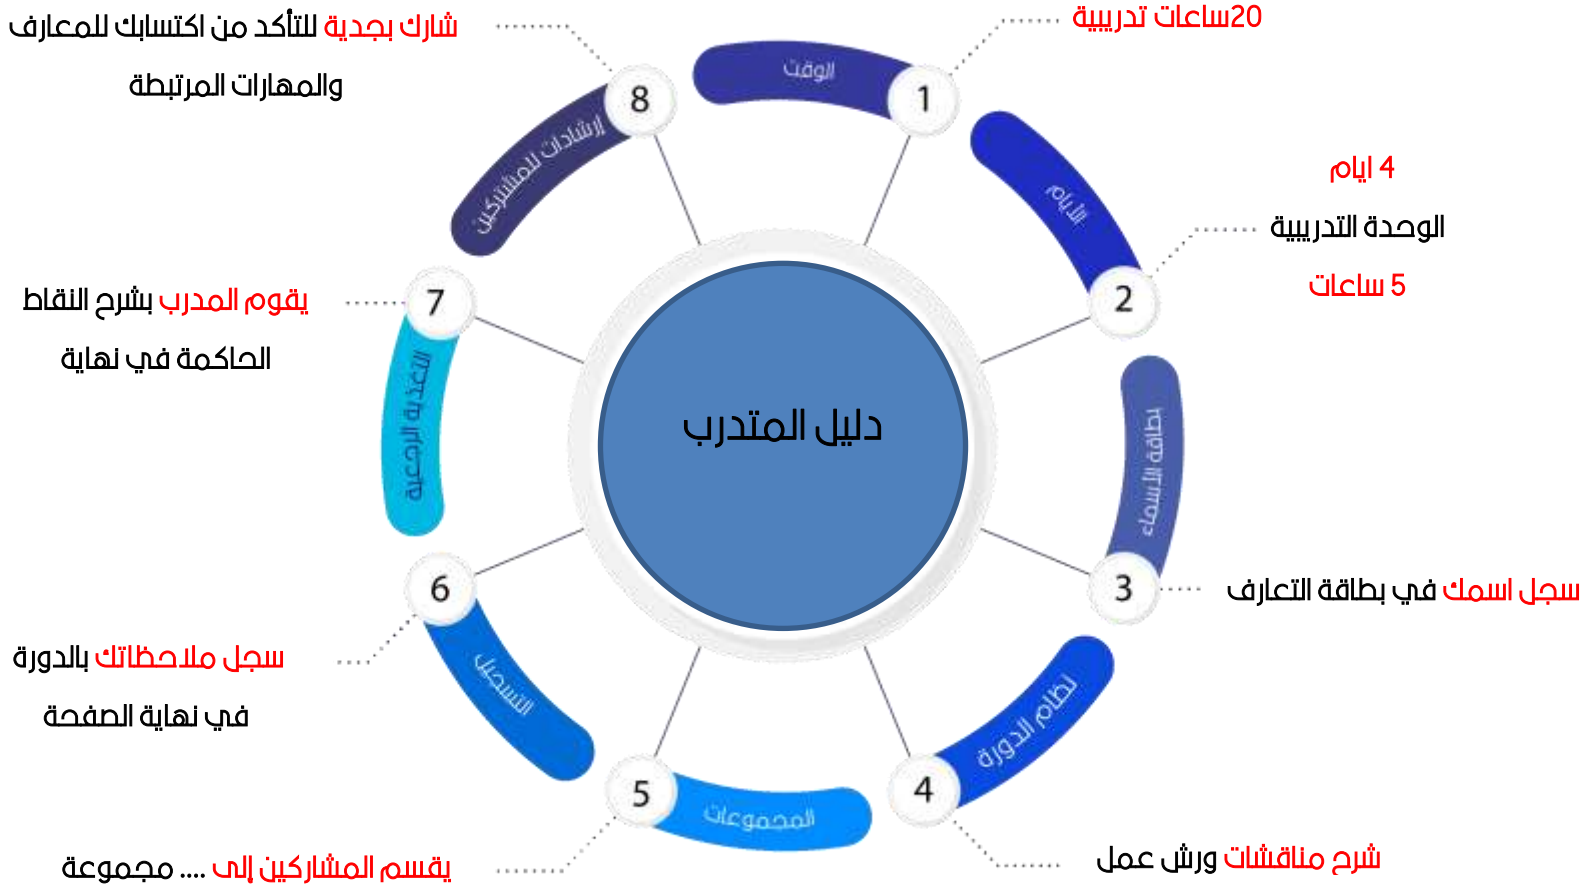 دليل المتدرب
1
الوقت
20ساعات تدريبية
2
الأيام
4 ايام
الوحدة التدريبية
5 ساعات
3
بطاقة الأسماء
سجل اسمك في بطاقة التعارف
4
نظام الدورة
شرح مناقشات ورش عمل
5
المجموعات
يقسم المشاركين إلى .... مجموعة
6
التسجيل
سجل ملاحظاتك بالدورة
في نهاية الصفحة
7
التغذية الرجعية
يقوم المدرب بشرح النقاط
الحاكمة في نهاية
8
إرشادات للمشتركين
شارك بجدية للتأكد من اكتسابك للمعارف
والمهارات المرتبطة